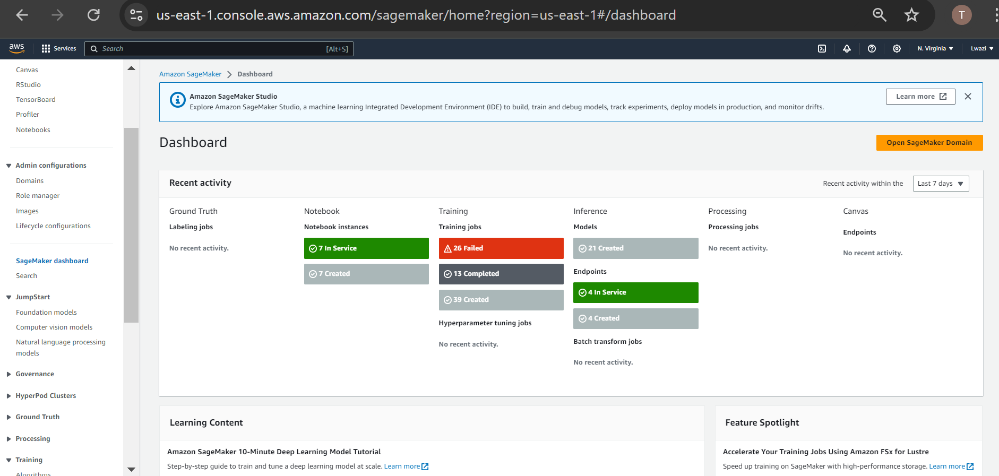 us-east-1.console.aws.amazon.com/sagemaker/home?region=us-east-1#/dashboard
T
aws
Services
Search
[Alt+S]
N. Virginia
Lwazi
Canvas
RStudio
TensorBoard
Profiler
Notebooks
Admin configurations
Domains
Role manager
Images
Lifecycle configurations
SageMaker dashboard
Search
JumpStart
Foundation models
Computer vision models
Natural language processing
models
Governance
HyperPod Clusters
Ground Truth
Processing
Training
Algorithms
Amazon SageMaker
Dashboard
Amazon SageMaker Studio
Explore Amazon SageMaker Studio, a machine learning Integrated Development Environment (IDE) to build, train and debug models, track experiments, deploy models in production, and monitor drifts.
Learn more
Dashboard
Open SageMaker Domain
Recent activity
Recent activity within the
Last 7 days
Ground Truth
Labeling jobs
No recent activity.
Notebook
Notebook instances
7 In Service
7 Created
Training
Training jobs
26 Failed
13 Completed
39 Created
Hyperparameter tuning jobs
No recent activity.
Inference
Models
21 Created
Endpoints
4 In Service
4 Created
Batch transform jobs
No recent activity.
Processing
Processing jobs
No recent activity.
Canvas
Endpoints
No recent activity.
Learning Content
Amazon SageMaker 10-Minute Deep Learning Model Tutorial
Step-by-step guide to train and tune a deep learning model at scale. Learn more
Feature Spotlight
Accelerate Your Training Jobs Using Amazon FSx for Lustre
Speed up training on SageMaker with high-performance storage. Learn more